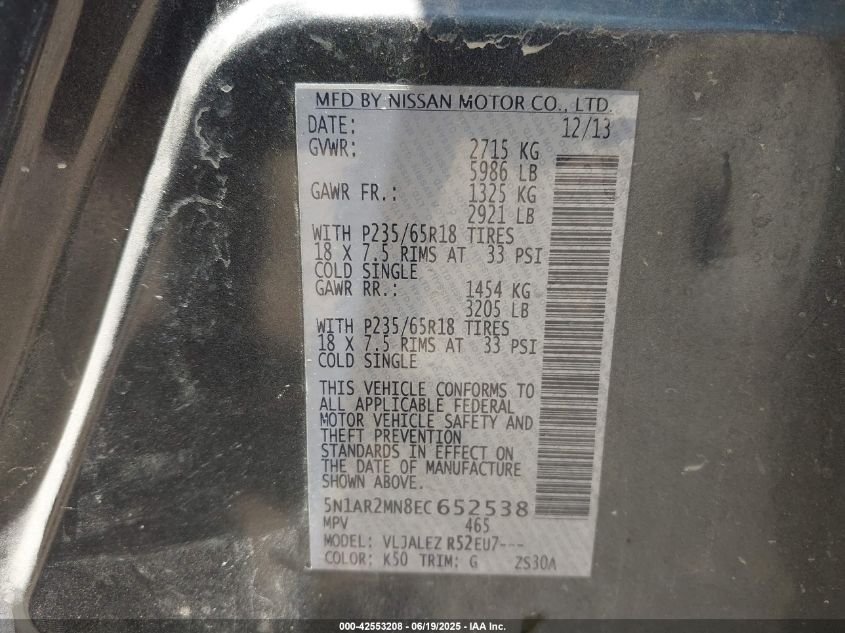 MFD BY NISSAN MOTOR CO., LTD.
DATE: 12/13
GVWR: 2715 KG
5986 LB
GAWR FR.: 1325 KG
2921 LB
WITH P235/65R18 TIRES
18 X 7.5 RIMS AT 33 PSI
COLD SINGLE
GAWR RR.: 1454 KG
3205 LB
WITH P235/65R18 TIRES
18 X 7.5 RIMS AT 33 PSI
COLD SINGLE
THIS VEHICLE CONFORMS TO
ALL APPLICABLE FEDERAL
MOTOR VEHICLE SAFETY AND
THEFT PREVENTION
STANDARDS IN EFFECT ON
THE DATE OF MANUFACTURE
SHOWN ABOVE.
5N1AR2MN8EC652538
MPV 465
MODEL: VLJALEZ R52EU7---
COLOR: K50 TRIM: G ZS30A
000-42553208 - 06/19/2025 - IAA Inc.